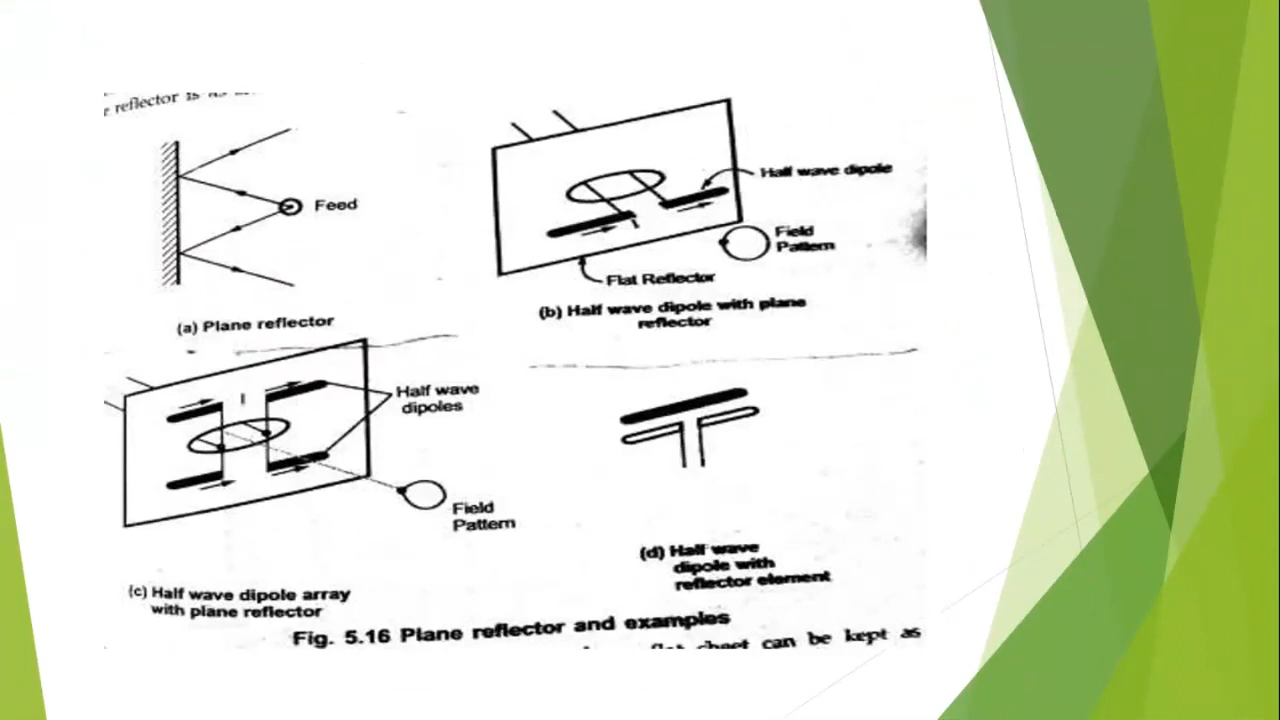 reflector is as
Feed
(a) Plane reflector
Half wave dipole
Field
Pattern
Flat Reflector
(b) Half wave dipole with plane
reflector
Half wave
dipoles
Field
Pattern
(c) Half wave dipole array
with plane reflector
(d) Half wave
dipole with
reflector element
Fig. 5.16 Plane reflector and examples
sheet can be kept as